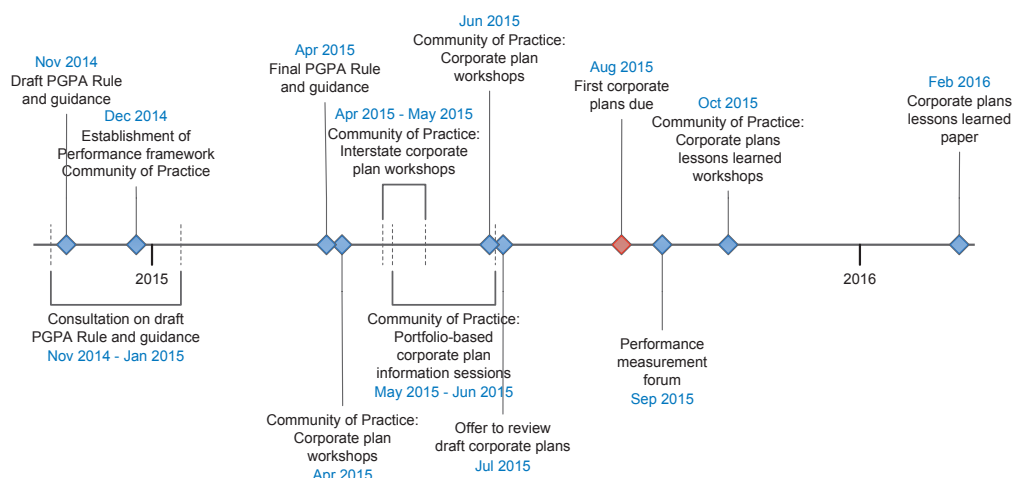 Nov 2014
Draft PGPA Rule
and guidance
Dec 2014
Establishment of
Performance framework
Community of Practice
Apr 2015
Final PGPA Rule
and guidance
Apr 2015 - May 2015
Community of Practice:
Interstate corporate
plan workshops
Jun 2015
Community of Practice:
Corporate plan
workshops
Aug 2015
First corporate
plans due
Oct 2015
Community of Practice:
Corporate plans
lessons learned
workshops
Feb 2016
Corporate plans
lessons learned
paper
2015
2016
Consultation on draft
PGPA Rule and guidance
Nov 2014 - Jan 2015
Community of Practice:
Corporate plan
workshops
Apr 2015
Community of Practice:
Portfolio-based
corporate plan
information sessions
May 2015 - Jun 2015
Offer to review
draft corporate plans
Jul 2015
Performance
measurement
forum
Sep 2015